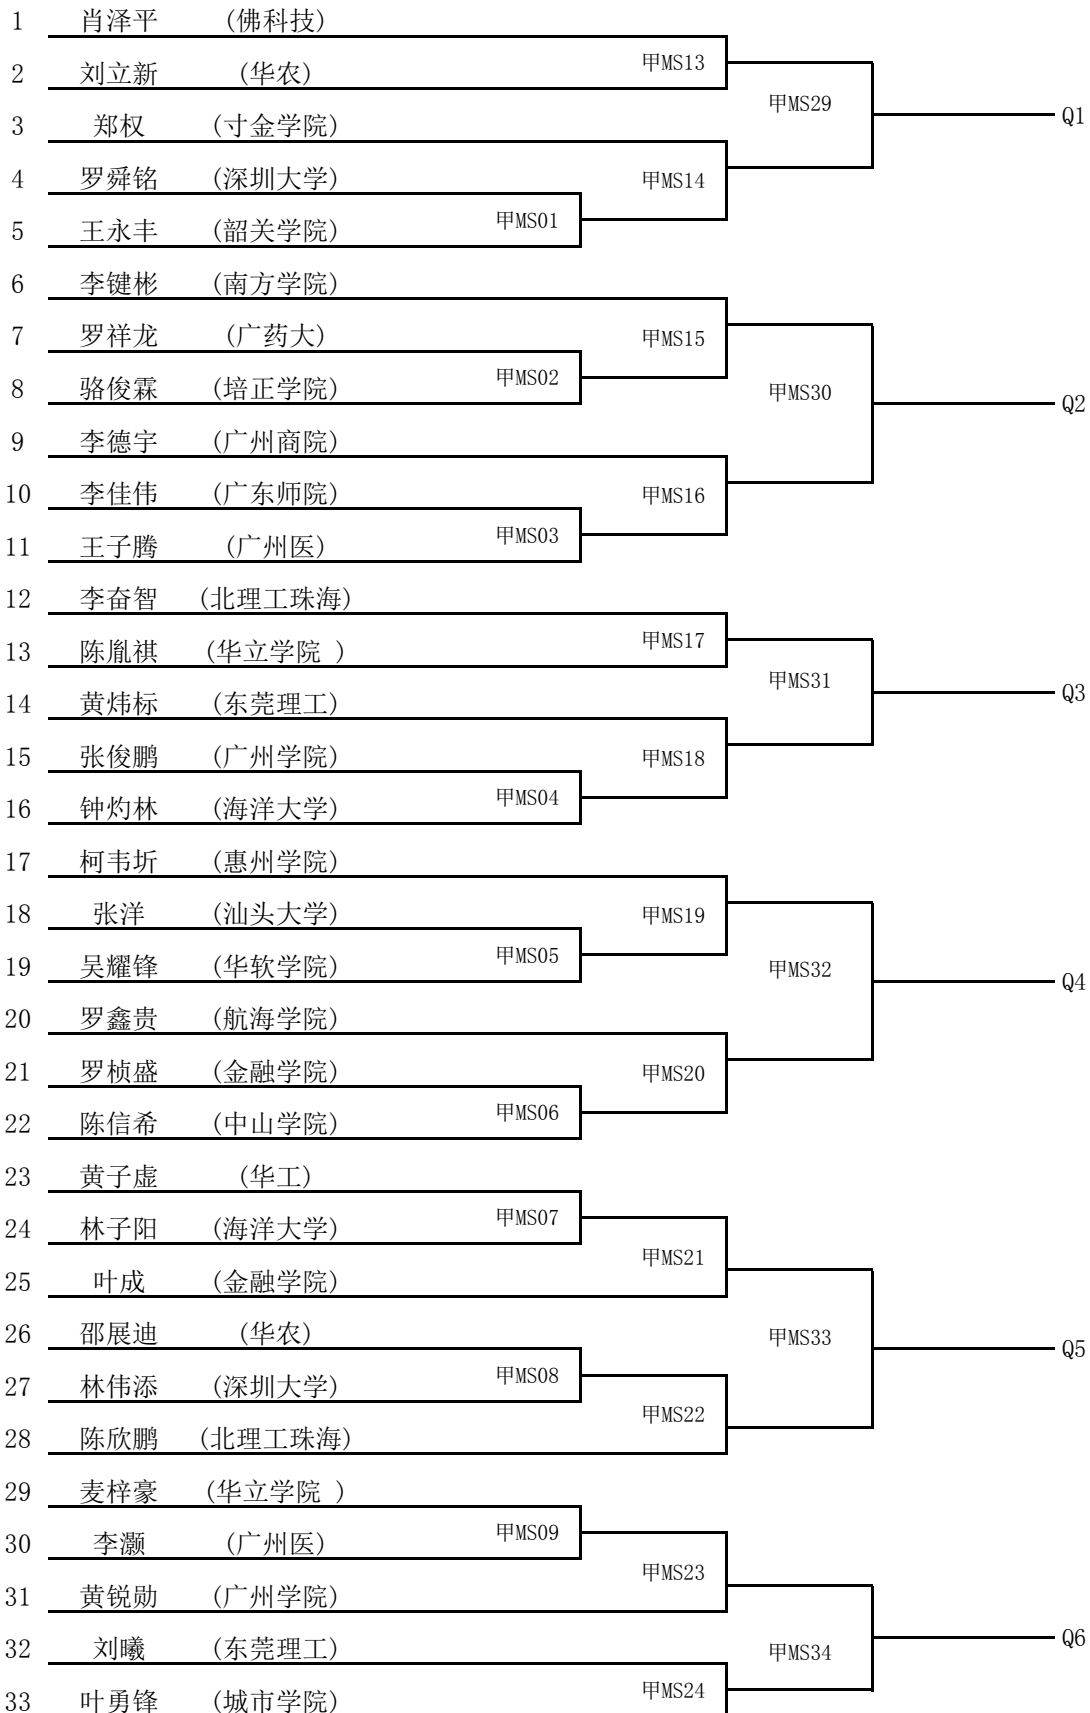 1 肖泽平 (佛科技)
甲MS13
2 刘立新 (华农)
甲MS29
3 郑权 (寸金学院) Q1
4 罗舜铭 (深圳大学) 甲MS14
5 王永丰 (韶关学院) 甲MS01
6 李键彬 (南方学院)
7 罗祥龙 (广药大) 甲MS15
8 骆俊霖 (培正学院) 甲MS02
甲MS30 Q2
9 李德宇 (广州商院)
10 李佳伟 (广东师院) 甲MS16
11 王子腾 (广州医) 甲MS03
12 李奋智 (北理工珠海)
13 陈胤祺 (华立学院 ) 甲MS17
甲MS31
14 黄炜标 (东莞理工) Q3
15 张俊鹏 (广州学院) 甲MS18
16 钟灼林 (海洋大学) 甲MS04
17 柯韦圻 (惠州学院)
18 张洋 (汕头大学) 甲MS19
19 吴耀锋 (华软学院) 甲MS05
甲MS32 Q4
20 罗鑫贵 (航海学院)
21 罗桢盛 (金融学院) 甲MS20
22 陈信希 (中山学院) 甲MS06
23 黄子虚 (华工)
24 林子阳 (海洋大学) 甲MS07
甲MS21
25 叶成 (金融学院)
26 邵展迪 (华农) 甲MS33 Q5
27 林伟添 (深圳大学) 甲MS08
甲MS22
28 陈欣鹏 (北理工珠海)
29 麦梓豪 (华立学院 )
30 李灏 (广州医) 甲MS09
甲MS23
31 黄锐勋 (广州学院)
32 刘曦 (东莞理工) 甲MS34 Q6
33 叶勇锋 (城市学院) 甲MS24